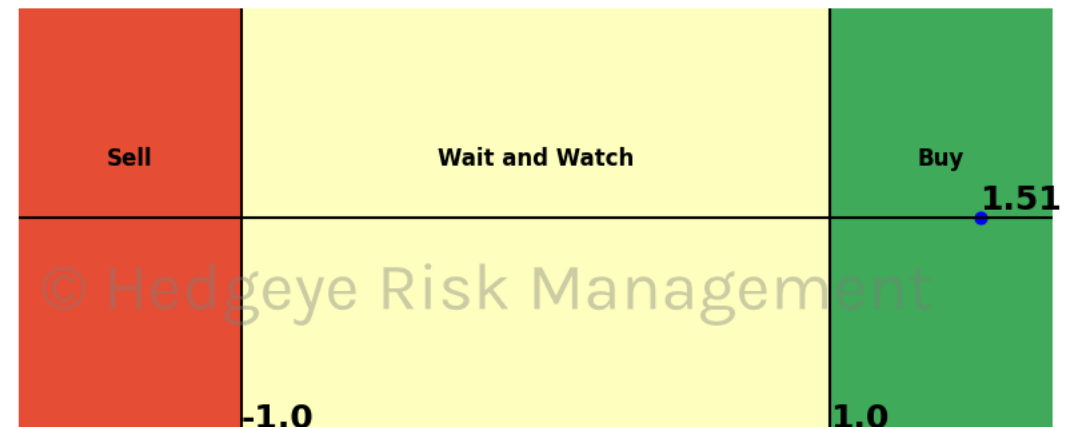 Sell
Wait and Watch
Buy
1.51
© Hedgeye Risk Management
-1.0
1.0